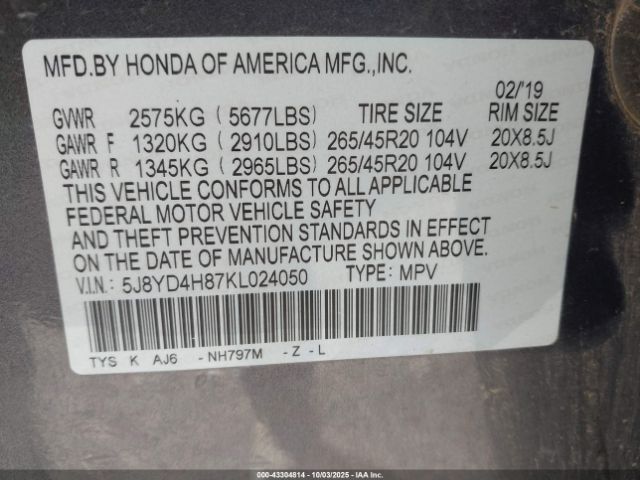 MFD.BY HONDA OF AMERICA MFG.,INC.
02/'19
GVWR 2575KG ( 5677LBS ) TIRE SIZE RIM SIZE
GAWR F 1320KG ( 2910LBS) 265/45R20 104V 20X8.5J
GAWR R 1345KG ( 2965LBS) 265/45R20 104V 20X8.5J
THIS VEHICLE CONFORMS TO ALL APPLICABLE
FEDERAL MOTOR VEHICLE SAFETY
AND THEFT PREVENTION STANDARDS IN EFFECT
ON THE DATE OF MANUFACTURE SHOWN ABOVE.
V.I.N.: 5J8YD4H87KL024050 TYPE: MPV
TYS K AJ6 - NH797M - Z - L
000-43304814 | 10/03/2025 | IAAI.com